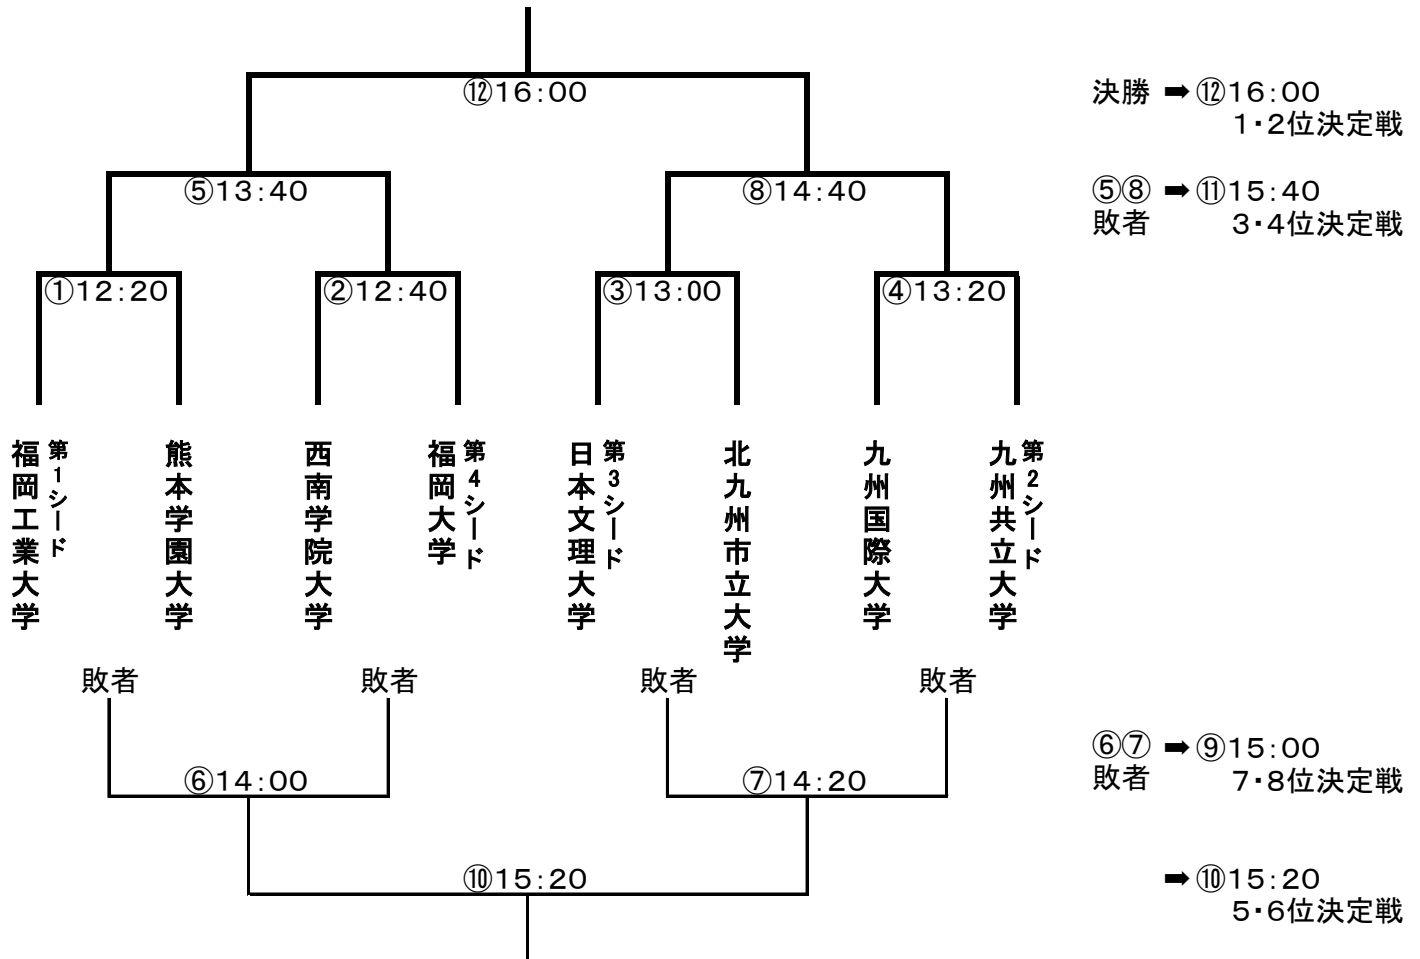 ⑫16:00
決勝 ➡ ⑫16:00
1・2位決定戦
⑤13:40
⑧14:40
⑤⑧ ➡ ⑪15:40
敗者 3・4位決定戦
①12:20
②12:40
③13:00
④13:20
福岡工業大学
第1シード
熊本学園大学
西南学院大学
福岡大学
第4シード
日本文理大学
第3シード
北九州市立大学
九州国際大学
九州共立大学
第2シード
敗者
敗者
敗者
敗者
⑥14:00
⑦14:20
⑥⑦ ➡ ⑨15:00
敗者 7・8位決定戦
⑩15:20
➡ ⑩15:20
5・6位決定戦